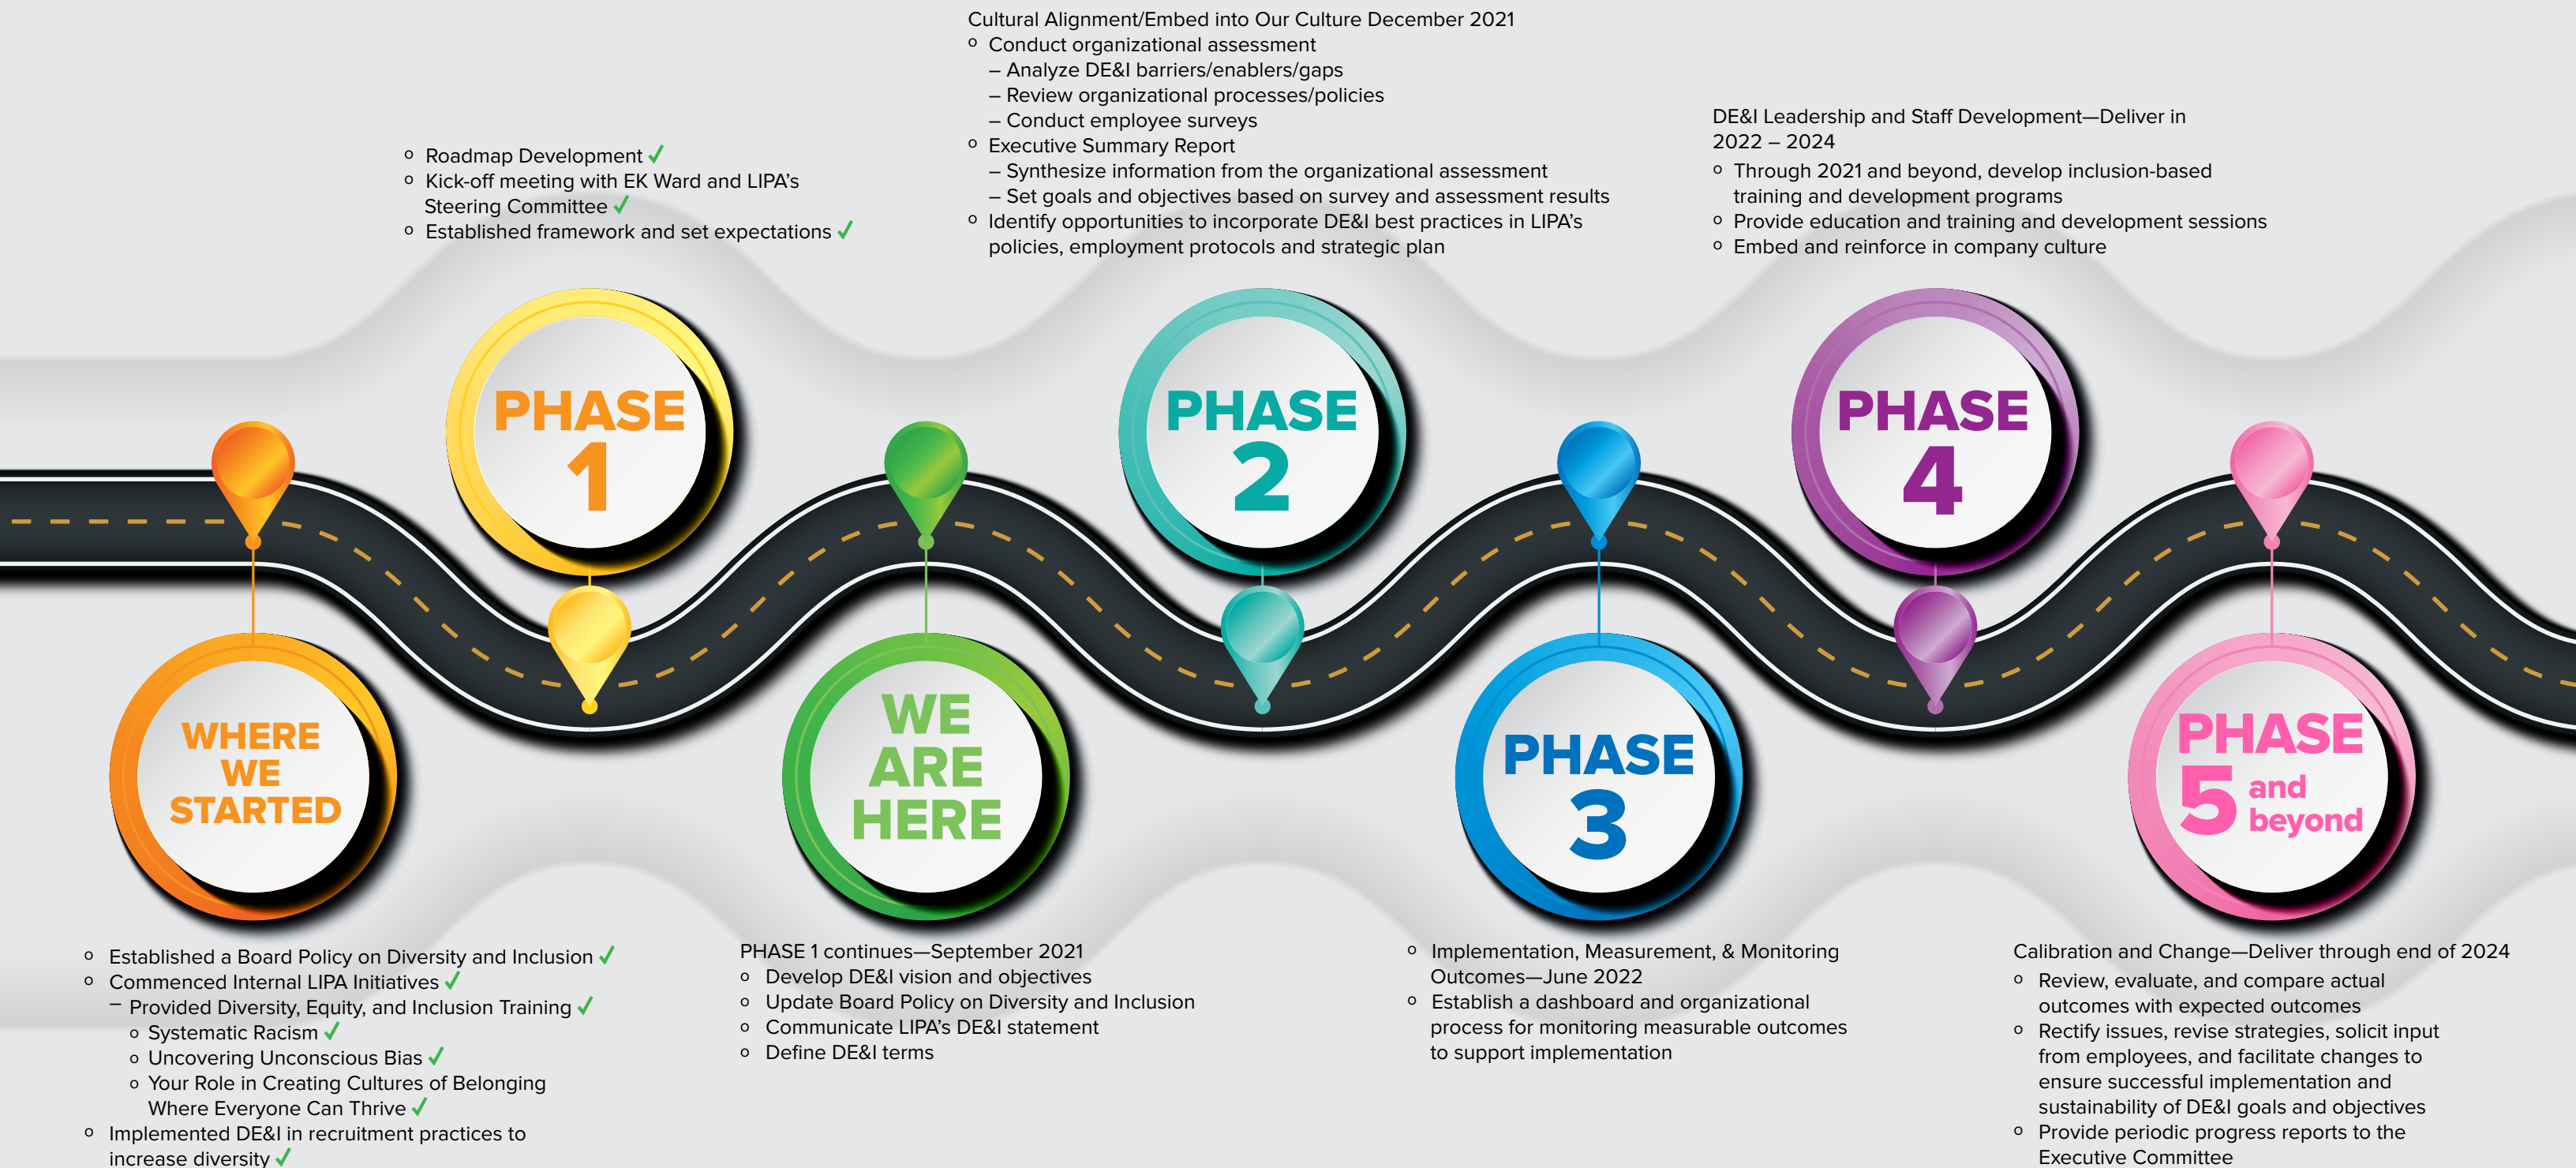 WHERE
WE
STARTED
o Established a Board Policy on Diversity and Inclusion ✓
o Commenced Internal LIPA Initiatives ✓
– Provided Diversity, Equity, and Inclusion Training ✓
o Systematic Racism ✓
o Uncovering Unconscious Bias ✓
o Your Role in Creating Cultures of Belonging
Where Everyone Can Thrive ✓
o Implemented DE&I in recruitment practices to
increase diversity ✓
PHASE
1
o Roadmap Development ✓
o Kick-off meeting with EK Ward and LIPA's
Steering Committee ✓
o Established framework and set expectations ✓
WE
ARE
HERE
PHASE 1 continues—September 2021
o Develop DE&I vision and objectives
o Update Board Policy on Diversity and Inclusion
o Communicate LIPA's DE&I statement
o Define DE&I terms
PHASE
2
Cultural Alignment/Embed into Our Culture December 2021
o Conduct organizational assessment
– Analyze DE&I barriers/enablers/gaps
– Review organizational processes/policies
– Conduct employee surveys
o Executive Summary Report
– Synthesize information from the organizational assessment
– Set goals and objectives based on survey and assessment results
o Identify opportunities to incorporate DE&I best practices in LIPA's
policies, employment protocols and strategic plan
PHASE
3
o Implementation, Measurement, & Monitoring
Outcomes—June 2022
o Establish a dashboard and organizational
process for monitoring measurable outcomes
to support implementation
PHASE
4
DE&I Leadership and Staff Development—Deliver in
2022 – 2024
o Through 2021 and beyond, develop inclusion-based
training and development programs
o Provide education and training and development sessions
o Embed and reinforce in company culture
PHASE
5 and
beyond
Calibration and Change—Deliver through end of 2024
o Review, evaluate, and compare actual
outcomes with expected outcomes
o Rectify issues, revise strategies, solicit input
from employees, and facilitate changes to
ensure successful implementation and
sustainability of DE&I goals and objectives
o Provide periodic progress reports to the
Executive Committee